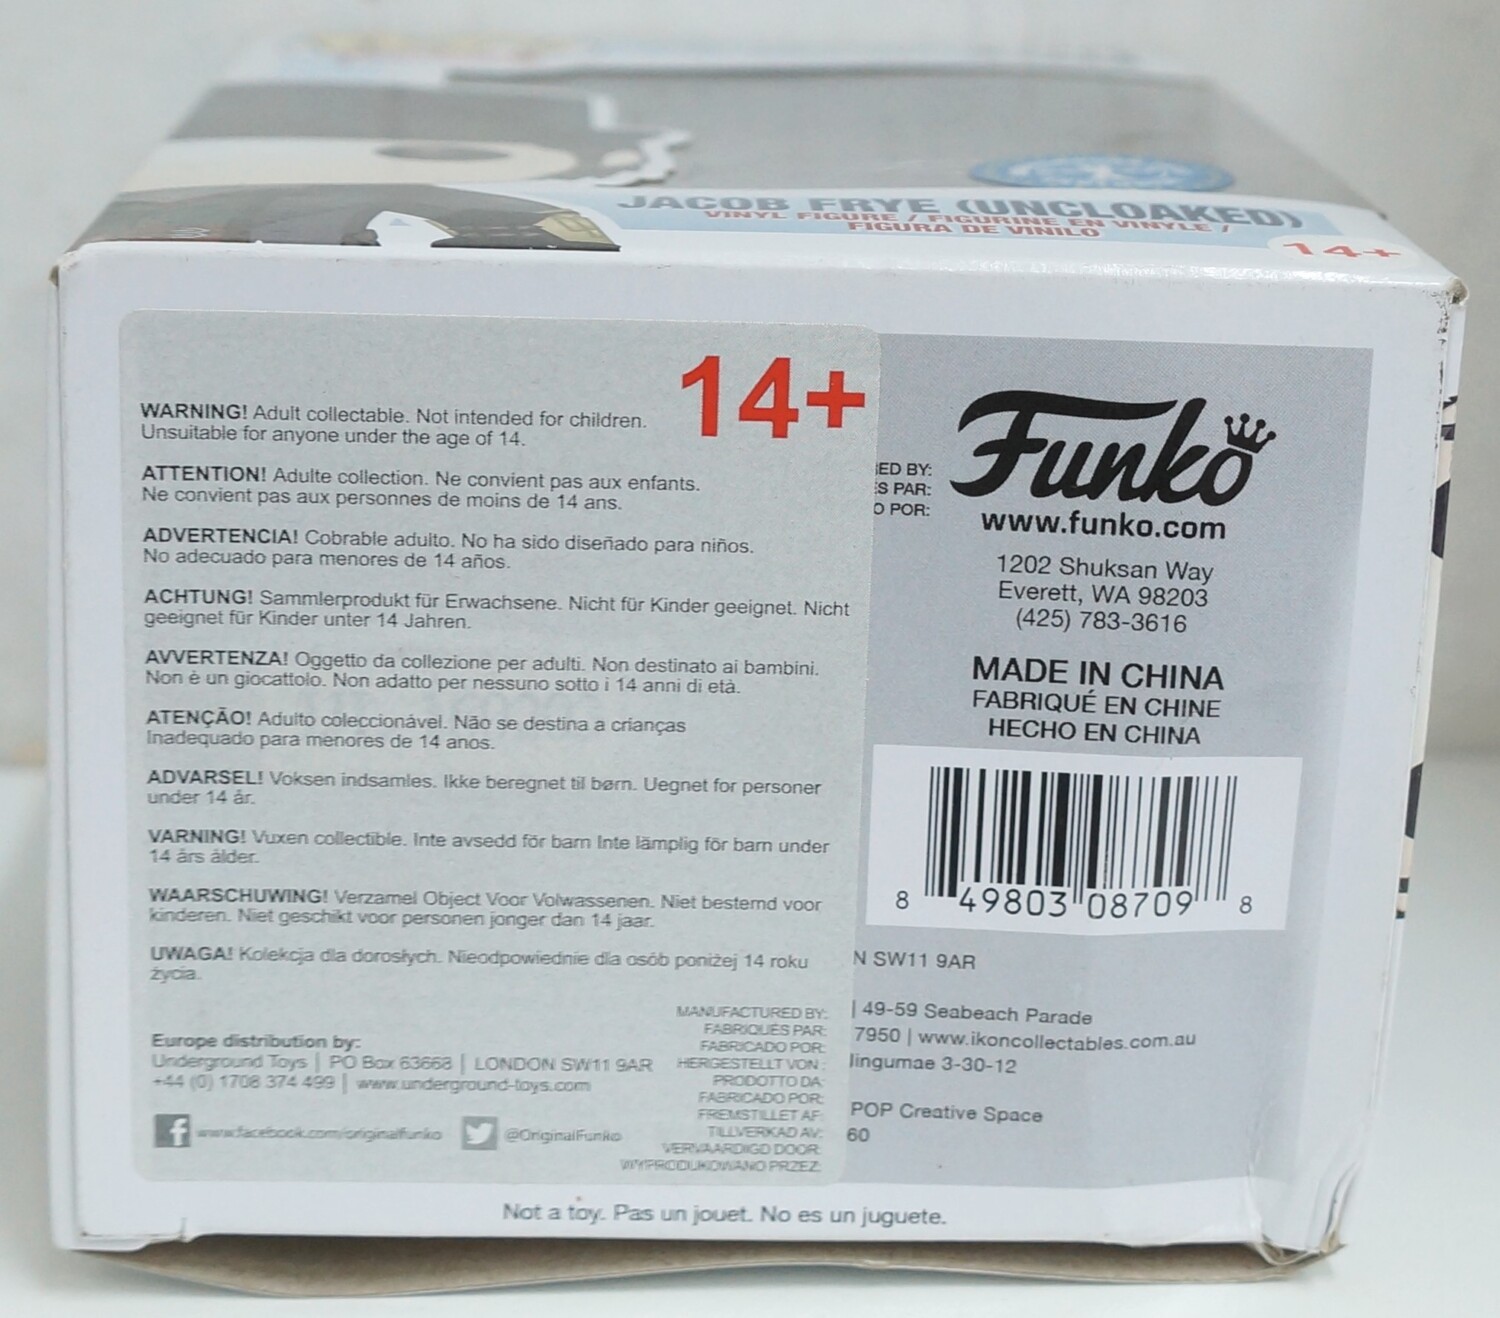 JACOB FRYE (UNCLOAKED)
VINYL FIGURE / FIGURINE EN VINYLE /
FIGURA DE VINILO
14+
14+
WARNING! Adult collectable. Not intended for children.
Unsuitable for anyone under the age of 14.
ATTENTION! Adulte collection. Ne convient pas aux enfants.
Ne convient pas aux personnes de moins de 14 ans.
ADVERTENCIA! Cobrable adulto. No ha sido diseñado para niños.
No adecuado para menores de 14 años.
ACHTUNG! Sammlerprodukt für Erwachsene. Nicht für Kinder geeignet. Nicht
geeignet für Kinder unter 14 Jahren.
AVVERTENZA! Oggetto da collezione per adulti. Non destinato ai bambini.
Non è un giocattolo. Non adatto per nessuno sotto i 14 anni di età.
ATENÇÃO! Adulto coleccionável. Não se destina a crianças
Inadequado para menores de 14 anos.
ADVARSEL! Voksen indsamles. Ikke beregnet til børn. Uegnet for personer
under 14 år.
VARNING! Vuxen collectible. Inte avsedd för barn Inte lämplig för barn under
14 års ålder.
WAARSCHUWING! Verzamel Object Voor Volwassenen. Niet bestemd voor
kinderen. Niet geschikt voor personen jonger dan 14 jaar.
UWAGA! Kolekcja dla dorosłych. Nieodpowiednie dla osób poniżej 14 roku
życia.
Europe distribution by:
Underground Toys | PO Box 63668 | LONDON SW11 9AR
+44 (0) 1708 374 499 | www.underground-toys.com
www.facebook.com/originalfunko
@OriginalFunko
MANUFACTURED BY:
FABRIQUÉS PAR:
FABRICADO POR:
HERGESTELLT VON:
PRODOTTO DA:
FABRICADO POR:
FREMSTILLET AF:
TILLVERKAD AV:
VERVAARDIGD DOOR:
WYPRODUKOWANO PRZEZ:
ED BY:
S PAR:
O POR:
Funko
www.funko.com
1202 Shuksan Way
Everett, WA 98203
(425) 783-3616
MADE IN CHINA
FABRIQUÉ EN CHINE
HECHO EN CHINA
8 49803 08709 8
N SW11 9AR
| 49-59 Seabeach Parade
7950 | www.ikoncollectables.com.au
lingumae 3-30-12
POP Creative Space
60
Not a toy. Pas un jouet. No es un juguete.